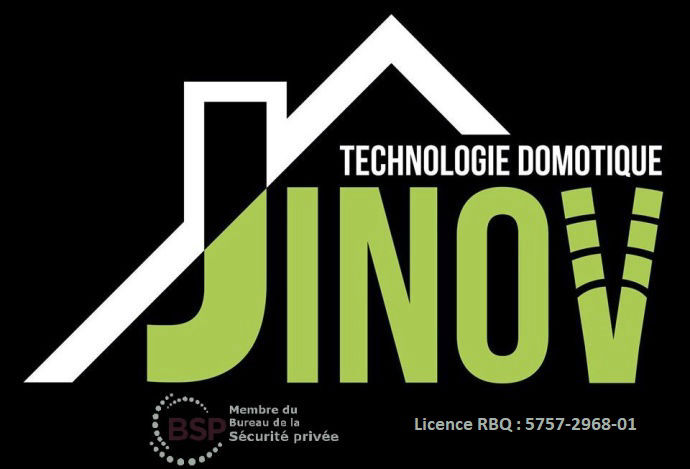 TECHNOLOGIE DOMOTIQUE
JINOV
BSP
Membre du
Bureau de la
Sécurité privée
Licence RBQ : 5757-2968-01